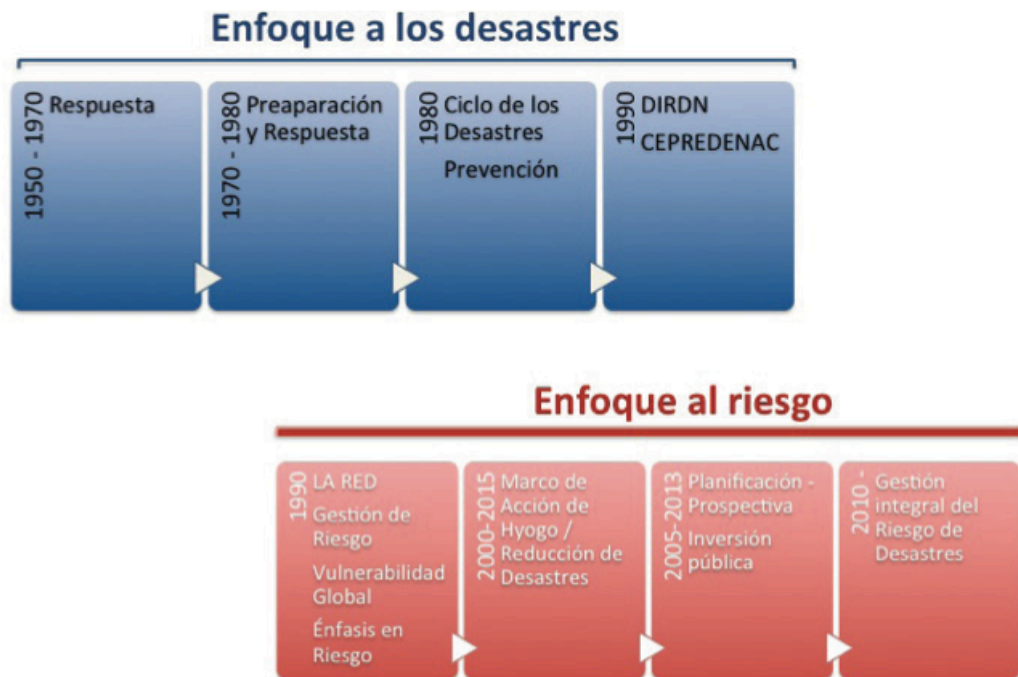 Enfoque a los desastres
1950 - 1970
Respuesta
1970 - 1980
Preaparación
y Respuesta
1980
Ciclo de los
Desastres
Prevención
1990
DIRDN
CEPREDENAC
Enfoque al riesgo
1990
LA RED
Gestión de
Riesgo
Vulnerabilidad
Global
Énfasis en
Riesgo
2000-2015
Marco de
Acción de
Hyogo /
Reducción de
Desastres
2005-2013
Planificación -
Prospectiva
Inversión
pública
2010 -
Gestión
integral del
Riesgo de
Desastres